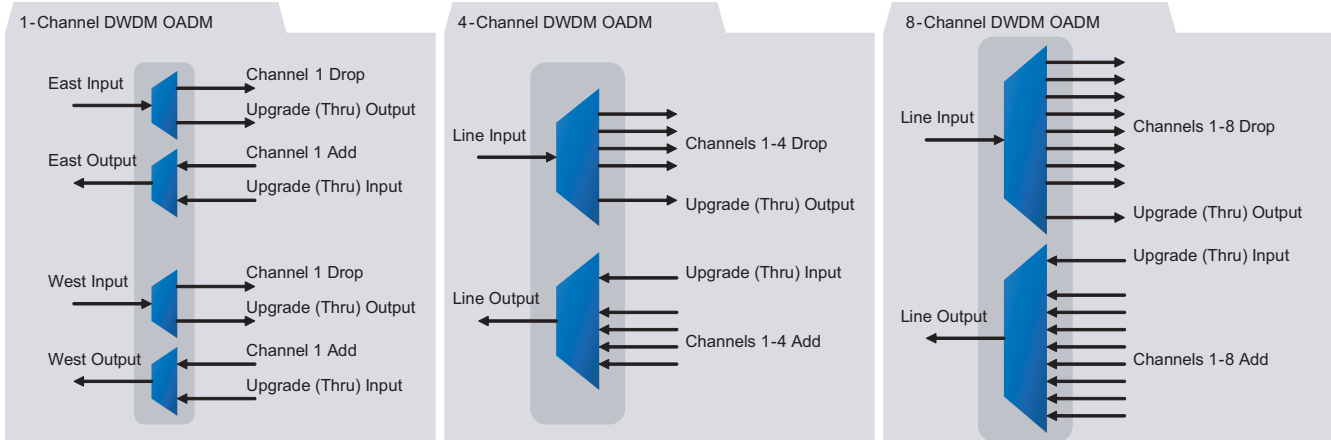 1-Channel DWDM OADM
East Input
Channel 1 Drop
Upgrade (Thru) Output
East Output
Channel 1 Add
Upgrade (Thru) Input
West Input
Channel 1 Drop
Upgrade (Thru) Output
West Output
Channel 1 Add
Upgrade (Thru) Input
4-Channel DWDM OADM
Line Input
Channels 1-4 Drop
Upgrade (Thru) Output
Upgrade (Thru) Input
Line Output
Channels 1-4 Add
8-Channel DWDM OADM
Line Input
Channels 1-8 Drop
Upgrade (Thru) Output
Upgrade (Thru) Input
Line Output
Channels 1-8 Add